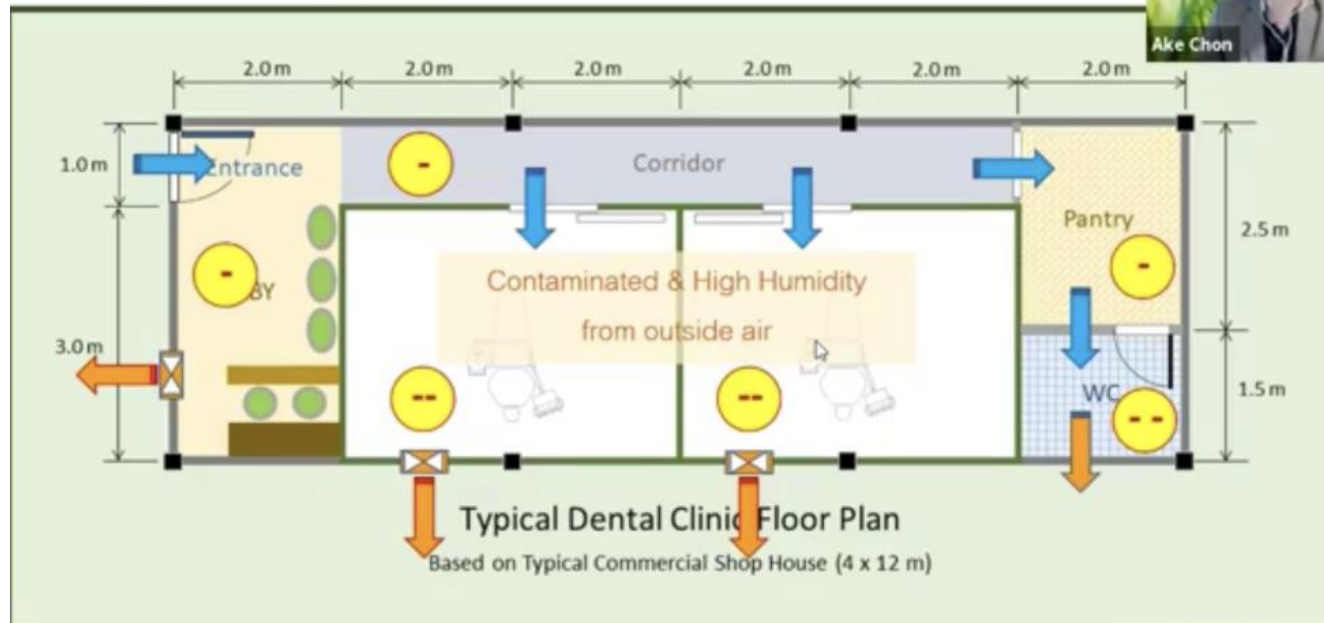 Ake Chon
2.0 m 2.0 m 2.0 m 2.0 m 2.0 m 2.0 m
1.0 m
Entrance
-
Corridor
Pantry
2.5 m
-
BY
-
Contaminated & High Humidity
from outside air
3.0 m
--
--
WC
--
1.5 m
Typical Dental Clinic Floor Plan
Based on Typical Commercial Shop House (4 x 12 m)